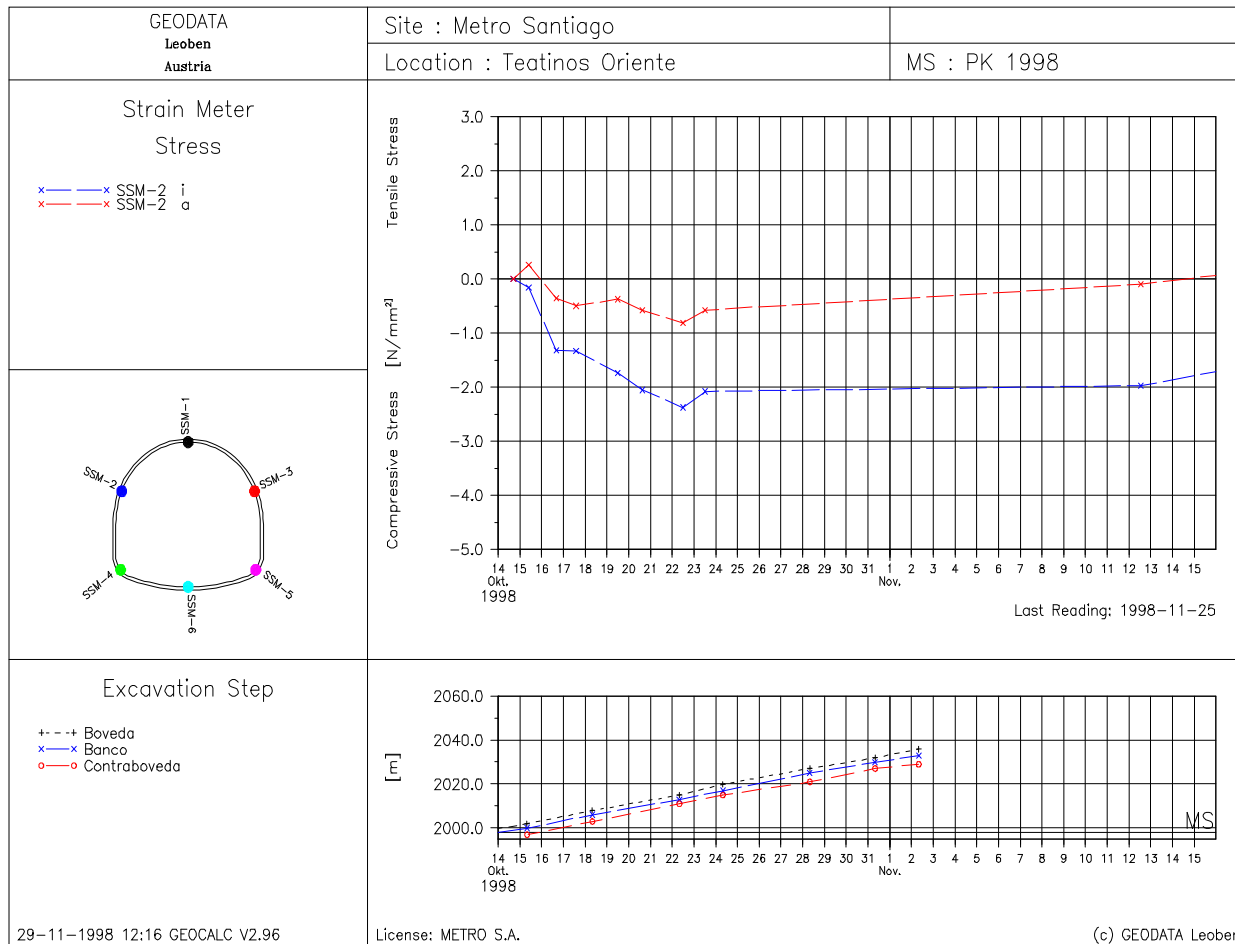 GEODATA
Leoben
Austria
Site : Metro Santiago
Location : Teatinos Oriente
MS : PK 1998
Strain Meter
Stress
SSM-2 i
SSM-2 a
Tensile Stress
[N/mm²]
Compressive Stress
3.0
2.0
1.0
0.0
-1.0
-2.0
-3.0
-4.0
-5.0
14 15 16 17 18 19 20 21 22 23 24 25 26 27 28 29 30 31 1 2 3 4 5 6 7 8 9 10 11 12 13 14 15
Okt. Nov.
1998
Last Reading: 1998-11-25
SSM-1
SSM-2
SSM-3
SSM-4
SSM-5
SSM-6
Excavation Step
Boveda
Banco
Contraboveda
[m]
2060.0
2040.0
2020.0
2000.0
MS
14 15 16 17 18 19 20 21 22 23 24 25 26 27 28 29 30 31 1 2 3 4 5 6 7 8 9 10 11 12 13 14 15
Okt. Nov.
1998
29-11-1998 12:16 GEOCALC V2.96
License: METRO S.A.
(c) GEODATA Leoben